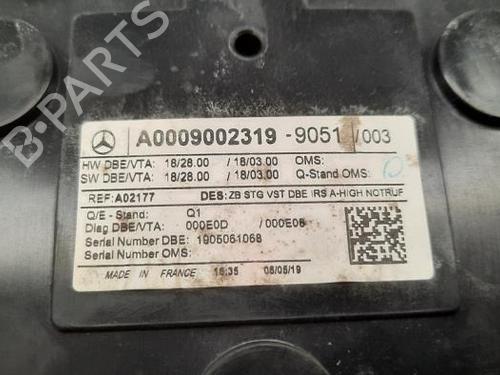 B-PARTS
A0009002319 - 9051 /003
HW DBE/VTA: 18/28.00 / 18/03.00 OMS:
SW DBE/VTA: 18/28.00 / 18/03.00 Q-Stand OMS:
REF: A02177 DES: ZB STG VST DBE IRS A-HIGH NOTRUF
Q/E - Stand: Q1
Diag DBE/VTA: 000E0D /000E05
Serial Number DBE: 1905061068
Serial Number OMS:
MADE IN FRANCE 16:35 06/05/19
B-PARTS